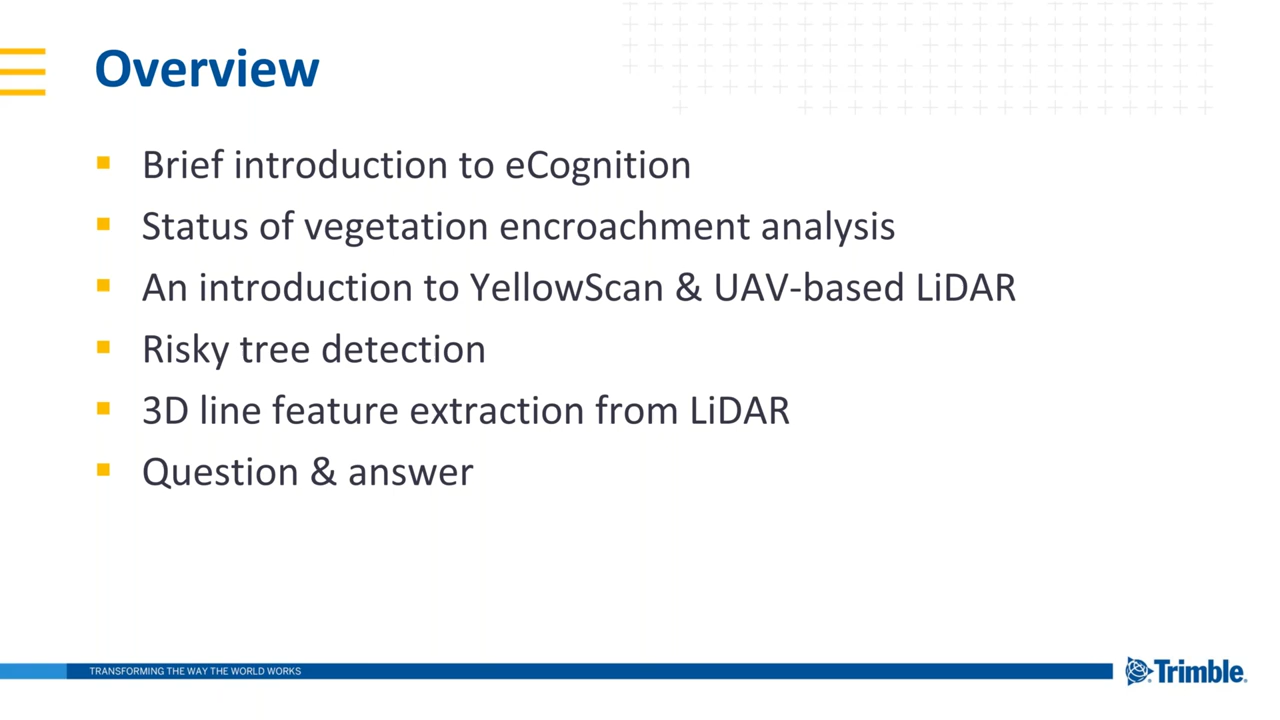 Overview
▪ Brief introduction to eCognition
▪ Status of vegetation encroachment analysis
▪ An introduction to YellowScan & UAV-based LiDAR
▪ Risky tree detection
▪ 3D line feature extraction from LiDAR
▪ Question & answer
TRANSFORMING THE WAY THE WORLD WORKS
Trimble